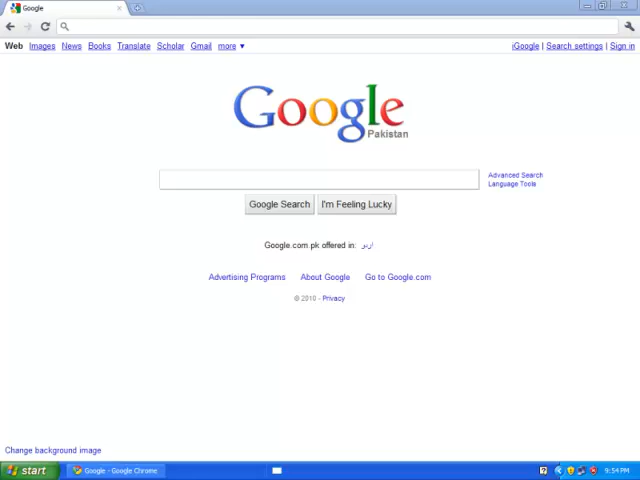 Google
Web Images News Books Translate Scholar Gmail more ▼ iGoogle | Search settings | Sign in
Google
Pakistan
Advanced Search
Language Tools
Google Search I'm Feeling Lucky
Google.com.pk offered in: اردو
Advertising Programs About Google Go to Google.com
© 2010 - Privacy
Change background image
start Google - Google Chrome 9:54 PM